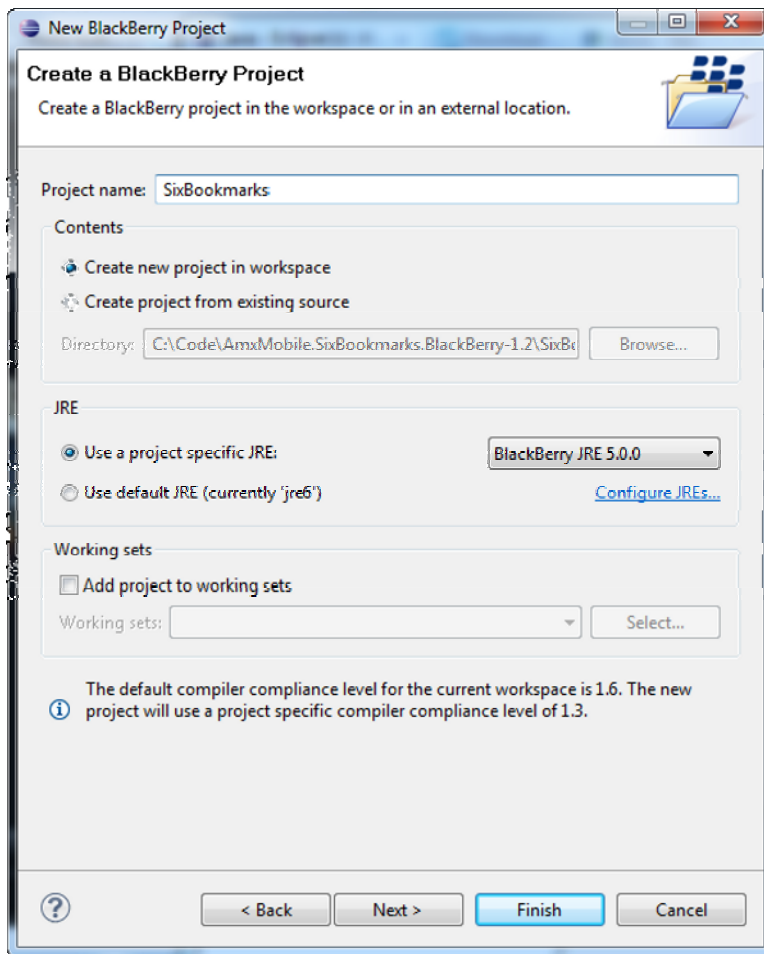 New BlackBerry Project
Create a BlackBerry Project
Create a BlackBerry project in the workspace or in an external location.
Project name: SixBookmarks
Contents
Create new project in workspace
Create project from existing source
Directory: C:\Code\AmxMobile.SixBookmarks.BlackBerry-1.2\SixBo Browse...
JRE
Use a project specific JRE: BlackBerry JRE 5.0.0
Use default JRE (currently 'jre6') Configure JREs...
Working sets
Add project to working sets
Working sets: Select...
The default compiler compliance level for the current workspace is 1.6. The new
project will use a project specific compiler compliance level of 1.3.
? < Back Next > Finish Cancel